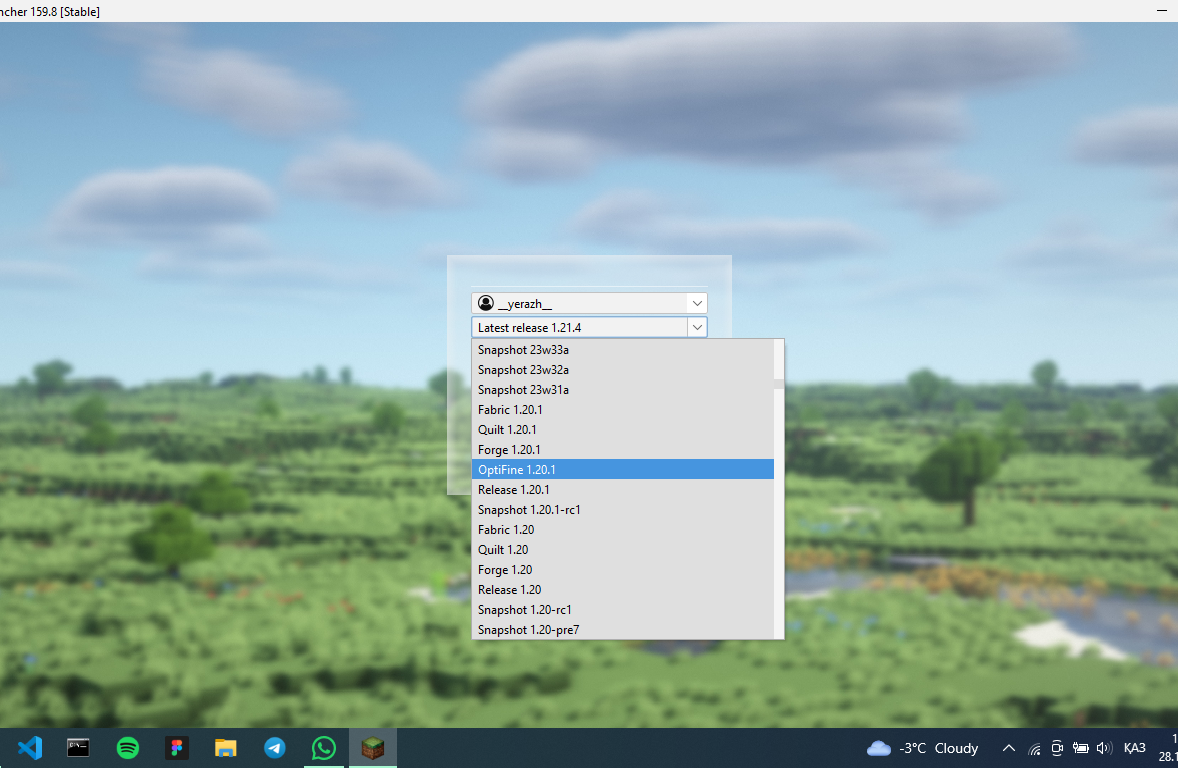 ncher 159.8 [Stable]
__yerazh__
Latest release 1.21.4
Snapshot 23w33a
Snapshot 23w32a
Snapshot 23w31a
Fabric 1.20.1
Quilt 1.20.1
Forge 1.20.1
OptiFine 1.20.1
Release 1.20.1
Snapshot 1.20.1-rc1
Fabric 1.20
Quilt 1.20
Forge 1.20
Release 1.20
Snapshot 1.20-rc1
Snapshot 1.20-pre7
-3°C Cloudy
ҚАЗ
1
28.1